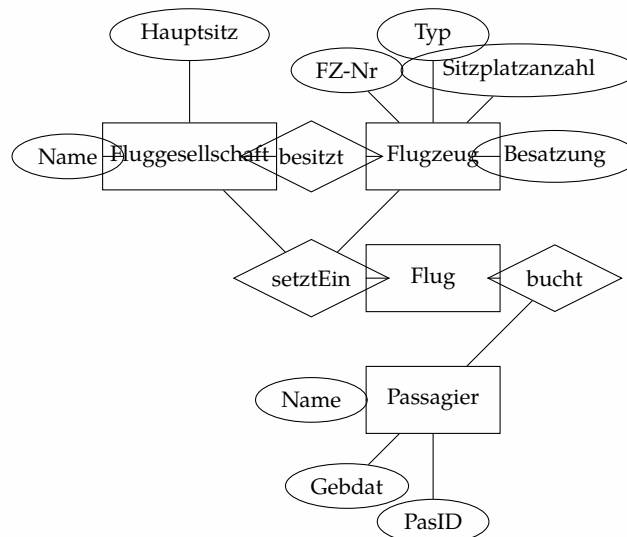 Hauptsitz
Typ
FZ-Nr
Sitzplatzanzahl
Name
Fluggesellschaft
besitzt
Flugzeug
Besatzung
setztEin
Flug
bucht
Name
Passagier
Gebdat
PasID